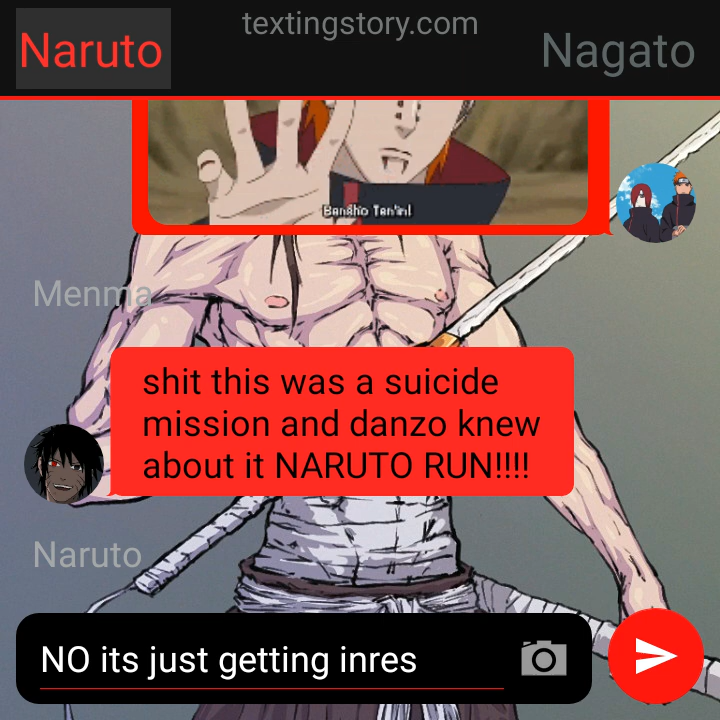 textingstory.com
Naruto
Nagato
Banshō Ten'in!
Menma
shit this was a suicide
mission and danzo knew
about it NARUTO RUN!!!!
Naruto
NO its just getting inres